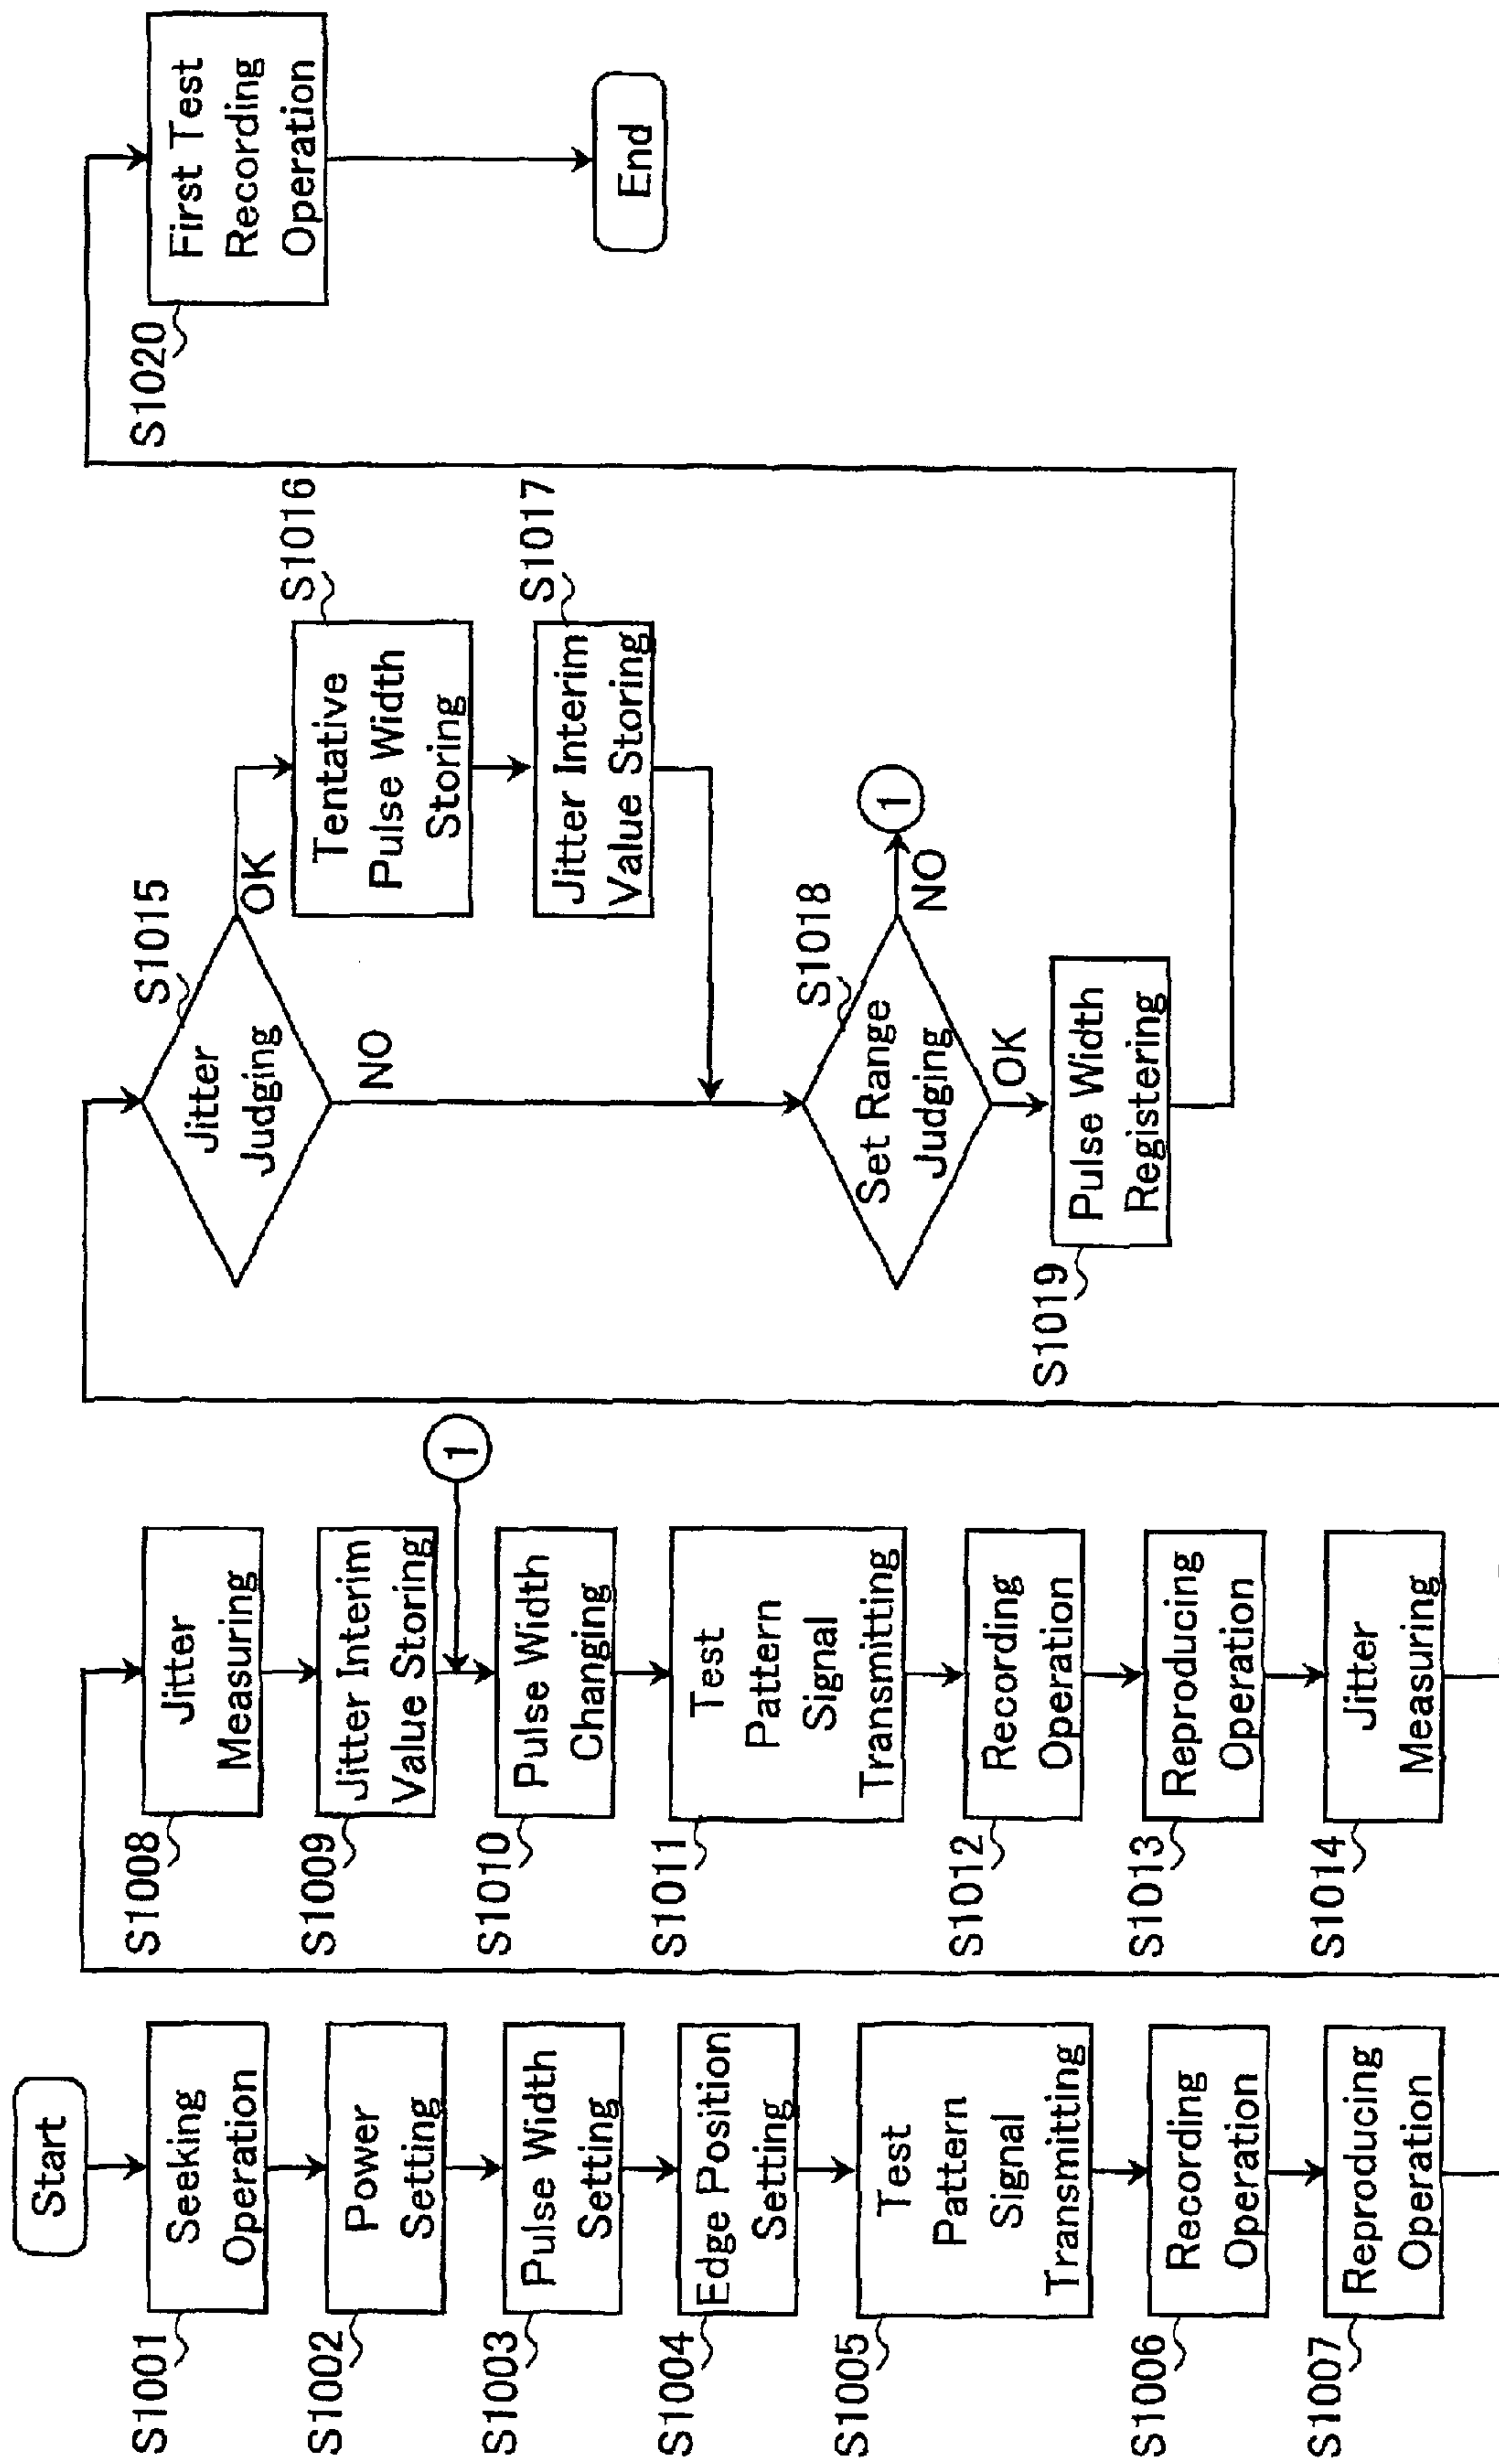 Start
S1001
Seeking
Operation
S1002
Power
Setting
S1003
Pulse Width
Setting
S1004
Edge Position
Setting
S1005
Test
Pattern
Signal
Transmitting
S1006
Recording
Operation
S1007
Reproducing
Operation
S1008
Jitter
Measuring
S1009
Jitter Interim
Value Storing
1
S1010
Pulse Width
Changing
S1011
Test
Pattern
Signal
Transmitting
S1012
Recording
Operation
S1013
Reproducing
Operation
S1014
Jitter
Measuring
S1015
Jitter
Judging
OK
NO
S1016
Tentative
Pulse Width
Storing
S1017
Jitter Interim
Value Storing
S1018
Set Range
Judging
NO
1
OK
S1019
Pulse Width
Registering
S1020
First Test
Recording
Operation
End